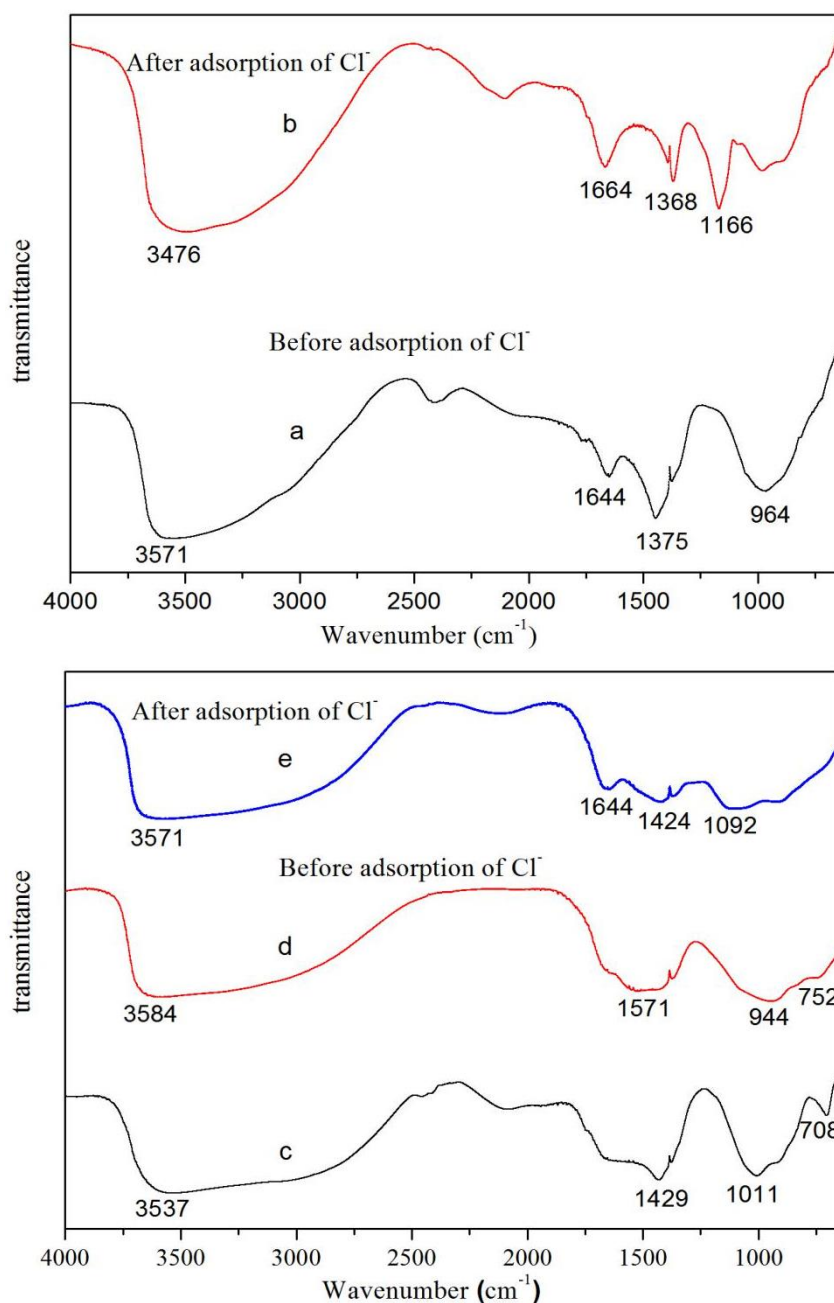 After adsorption of Cl⁻
b
1664
1368
1166
3476
transmittance
Before adsorption of Cl⁻
a
1644
1375
964
3571
4000 3500 3000 2500 2000 1500 1000
Wavenumber (cm⁻¹)
After adsorption of Cl⁻
e
1644 1424 1092
3571
Before adsorption of Cl⁻
transmittance
d
3584
1571
944
752
c
708
3537
1429
1011
4000 3500 3000 2500 2000 1500 1000
Wavenumber (cm⁻¹)